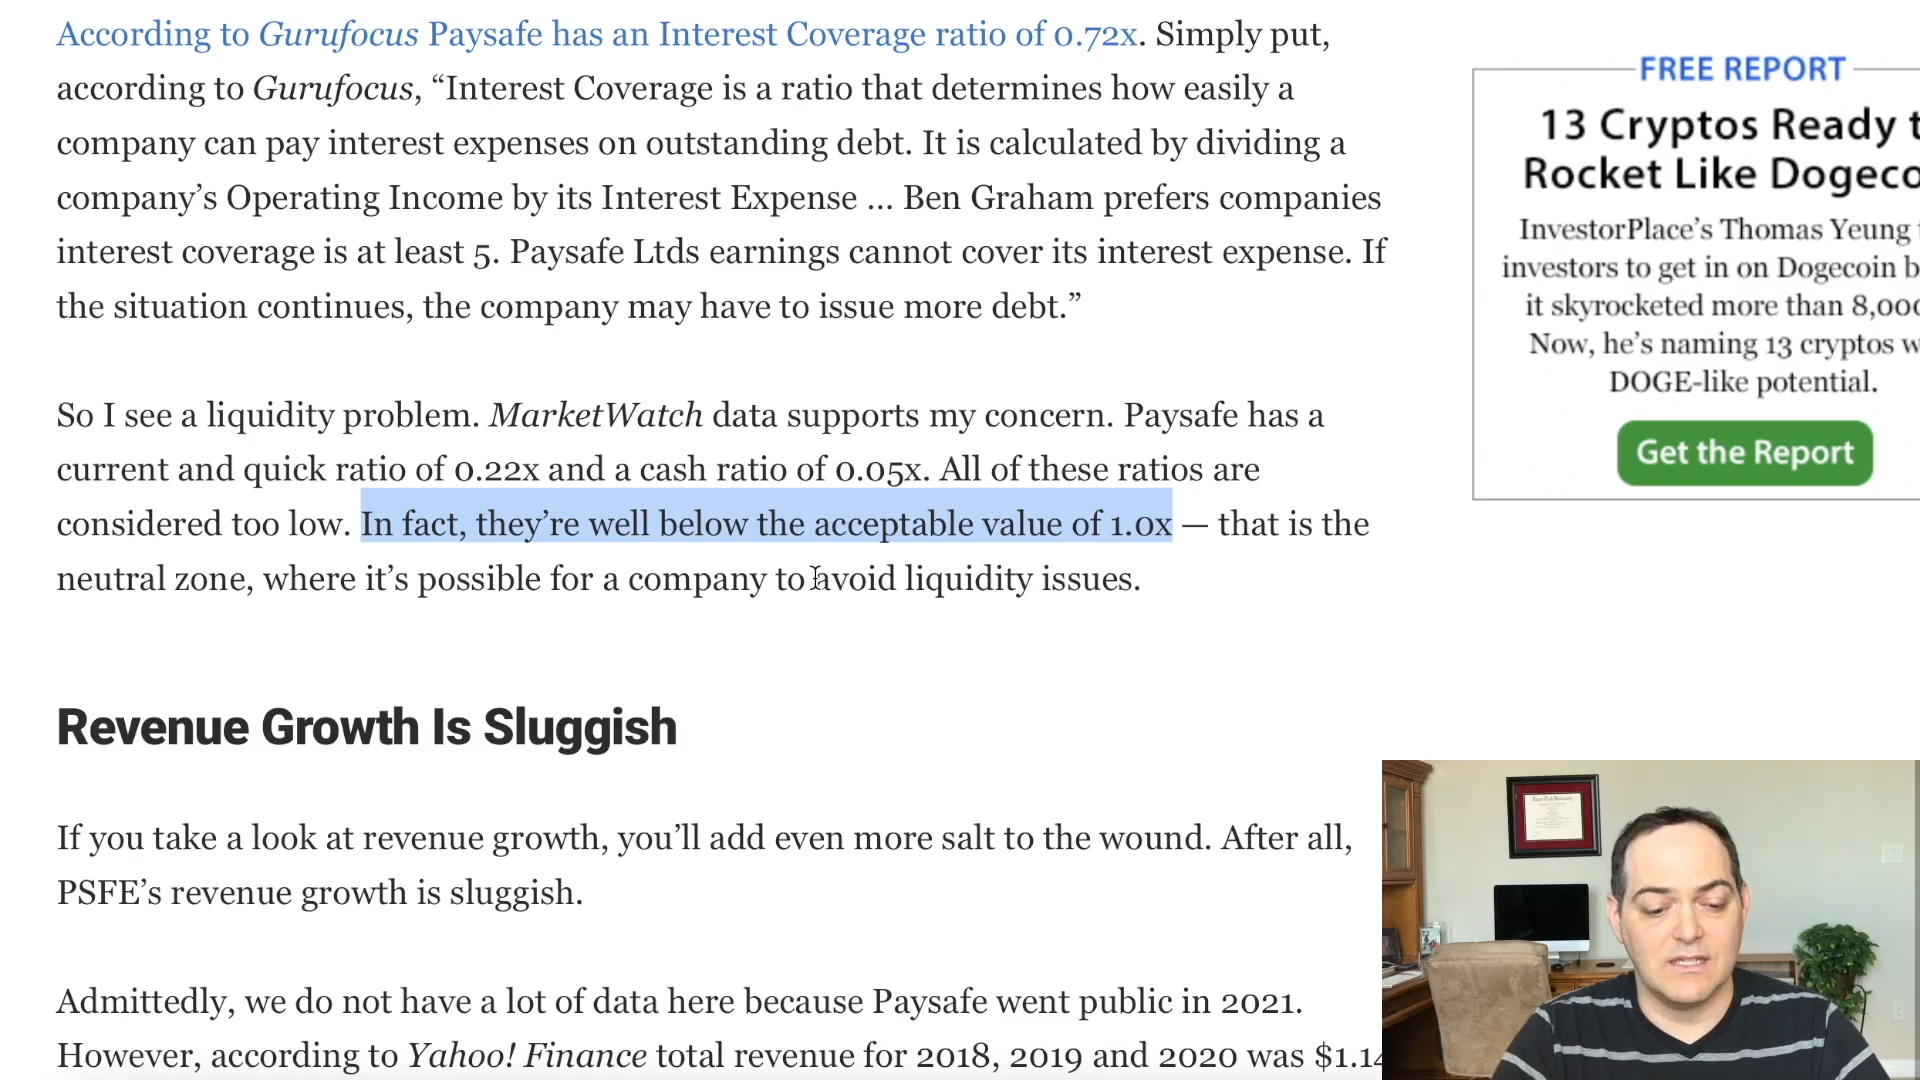 According to Gurufocus Paysafe has an Interest Coverage ratio of 0.72x. Simply put,
according to Gurufocus, “Interest Coverage is a ratio that determines how easily a
company can pay interest expenses on outstanding debt. It is calculated by dividing a
company’s Operating Income by its Interest Expense ... Ben Graham prefers companies
interest coverage is at least 5. Paysafe Ltds earnings cannot cover its interest expense. If
the situation continues, the company may have to issue more debt.”
So I see a liquidity problem. MarketWatch data supports my concern. Paysafe has a
current and quick ratio of 0.22x and a cash ratio of 0.05x. All of these ratios are
considered too low. In fact, they’re well below the acceptable value of 1.0x — that is the
neutral zone, where it’s possible for a company to avoid liquidity issues.
Revenue Growth Is Sluggish
If you take a look at revenue growth, you’ll add even more salt to the wound. After all,
PSFE’s revenue growth is sluggish.
Admittedly, we do not have a lot of data here because Paysafe went public in 2021.
However, according to Yahoo! Finance total revenue for 2018, 2019 and 2020 was $1.14
FREE REPORT
13 Cryptos Ready t
Rocket Like Dogeco
InvestorPlace’s Thomas Yeung
investors to get in on Dogecoin b
it skyrocketed more than 8,000
Now, he’s naming 13 cryptos w
DOGE-like potential.
Get the Report